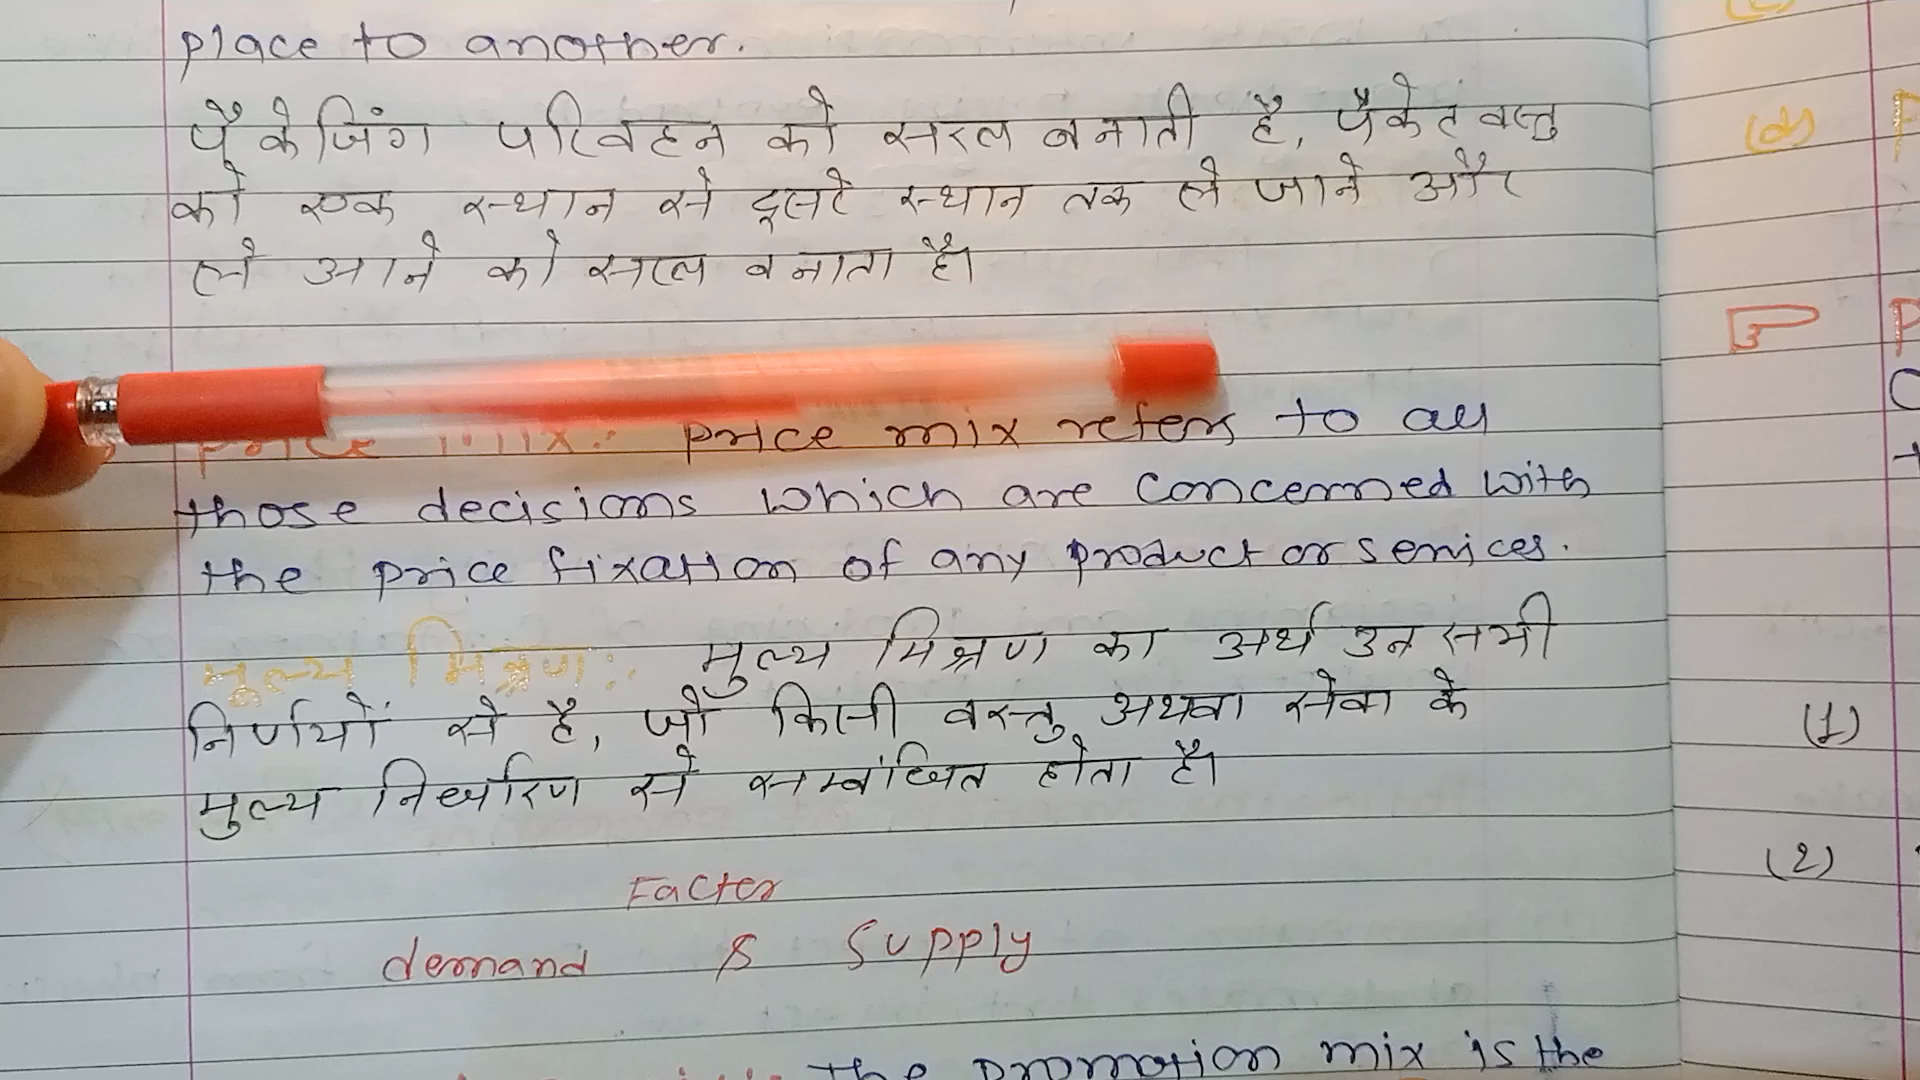 place to another.
पैकेजिंग परिवहन को सरल बनाती है, पैकेट वस्तु
को एक स्थान से दूसरे स्थान तक ले जाने और
ले आने को सरल बनाता है।
Price Mix:- Price mix refers to all
those decisions which are concerned with
the price fixation of any product or services.
मुल्य मिश्रण:- मुल्य मिश्रण का अर्थ उन सभी
निर्णयों से है, जो किसी वस्तु अथवा सेवा के
मुल्य निर्धारण से सम्बंधित होता है।
Facter
demand & Supply
the promotion mix is the
(d)
(1)
(2)